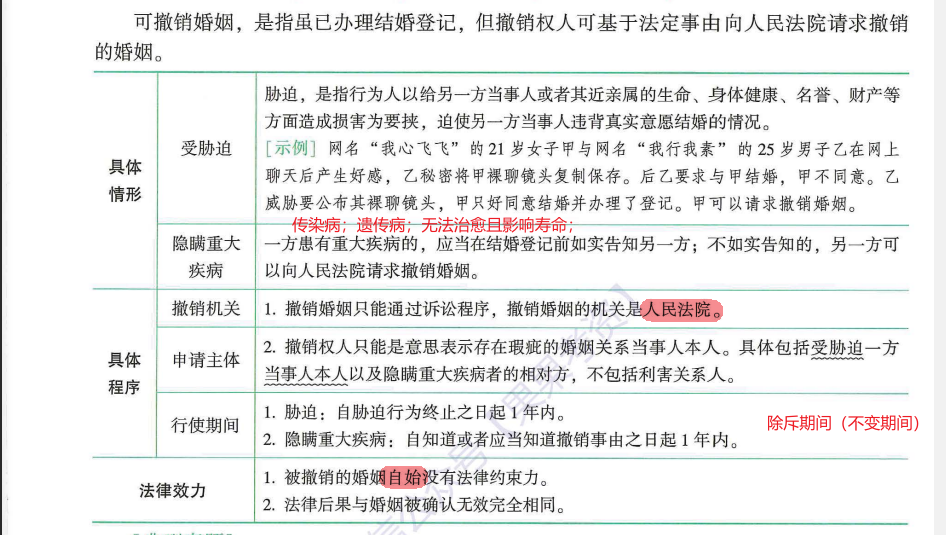 可撤销婚姻，是指虽已办理结婚登记，但撤销权人可基于法定事由向人民法院请求撤销
的婚姻。
具体
情形
受胁迫
胁迫，是指行为人以给另一方当事人或者其近亲属的生命、身体健康、名誉、财产等
方面造成损害为要挟，迫使另一方当事人违背真实意愿结婚的情况。
［示例］网名“我心飞飞”的21岁女子甲与网名“我行我素”的25岁男子乙在网上
聊天后产生好感，乙秘密将甲裸聊镜头复制保存。后乙要求与甲结婚，甲不同意。乙
威胁要公布其裸聊镜头，甲只好同意结婚并办理了登记。甲可以请求撤销婚姻。
传染病；遗传病；无法治愈且影响寿命；
隐瞒重大
疾病
一方患有重大疾病的，应当在结婚登记前如实告知另一方；不如实告知的，另一方可
以向人民法院请求撤销婚姻。
具体
程序
撤销机关
1. 撤销婚姻只能通过诉讼程序，撤销婚姻的机关是人民法院。
申请主体
2. 撤销权人只能是意思表示存在瑕疵的婚姻关系当事人本人。具体包括受胁迫一方
当事人本人以及隐瞒重大疾病者的相对方，不包括利害关系人。
行使期间
1. 胁迫：自胁迫行为终止之日起1年内。
2. 隐瞒重大疾病：自知道或者应当知道撤销事由之日起1年内。
除斥期间（不变期间）
法律效力
1. 被撤销的婚姻自始没有法律约束力。
2. 法律后果与婚姻被确认无效完全相同。